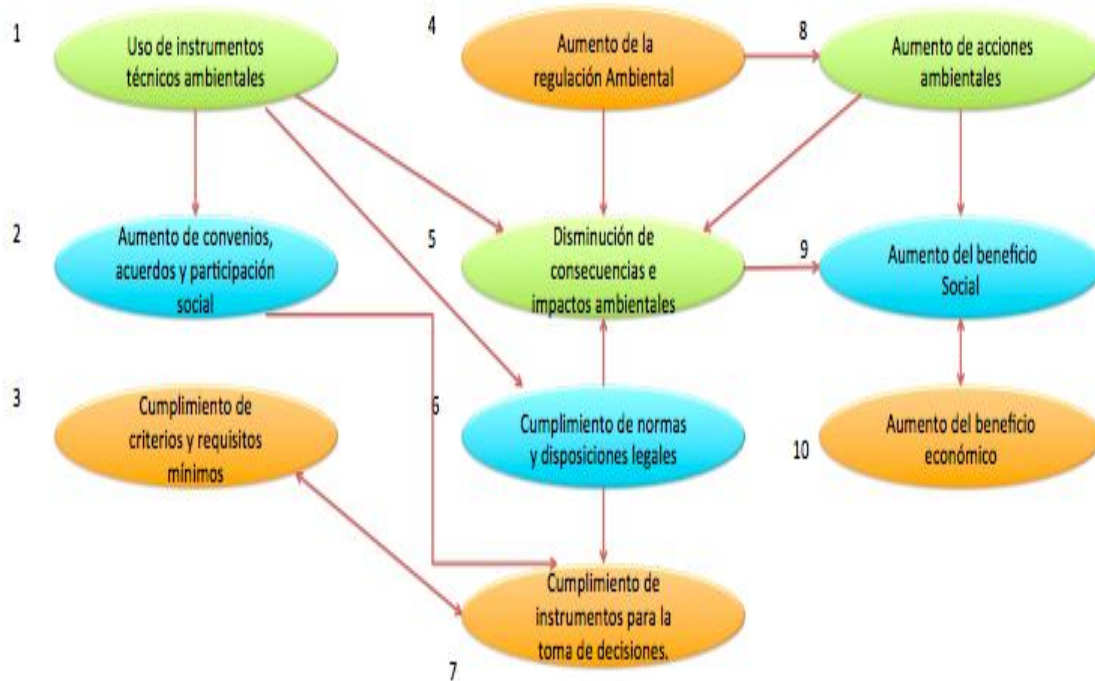 1
Uso de instrumentos
técnicos ambientales
4
Aumento de la
regulación Ambiental
8
Aumento de acciones
ambientales
2
Aumento de convenios,
acuerdos y participación
social
5
Disminución de
consecuencias e
impactos ambientales
9
Aumento del beneficio
Social
3
Cumplimiento de
criterios y requisitos
mínimos
6
Cumplimiento de normas
y disposiciones legales
10
Aumento del beneficio
económico
7
Cumplimiento de
instrumentos para la
toma de decisiones.